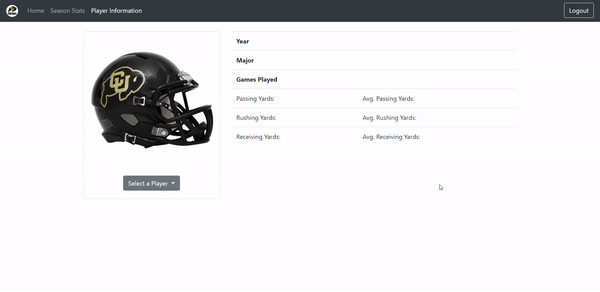 Home Season Stats Player Information Logout
CU
Year
Major
Games Played
Passing Yards: Avg. Passing Yards:
Rushing Yards: Avg. Rushing Yards:
Receiving Yards: Avg. Receiving Yards:
Select a Player